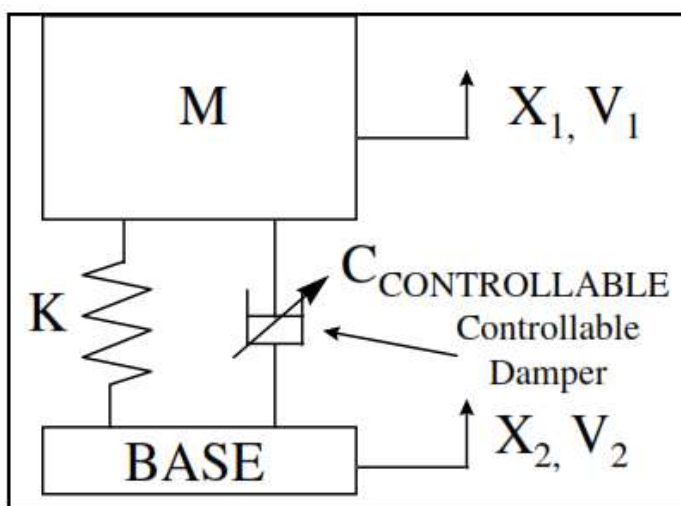 M
X1, V1
K
CCONTROLLABLE
Controllable
Damper
BASE
X2, V2